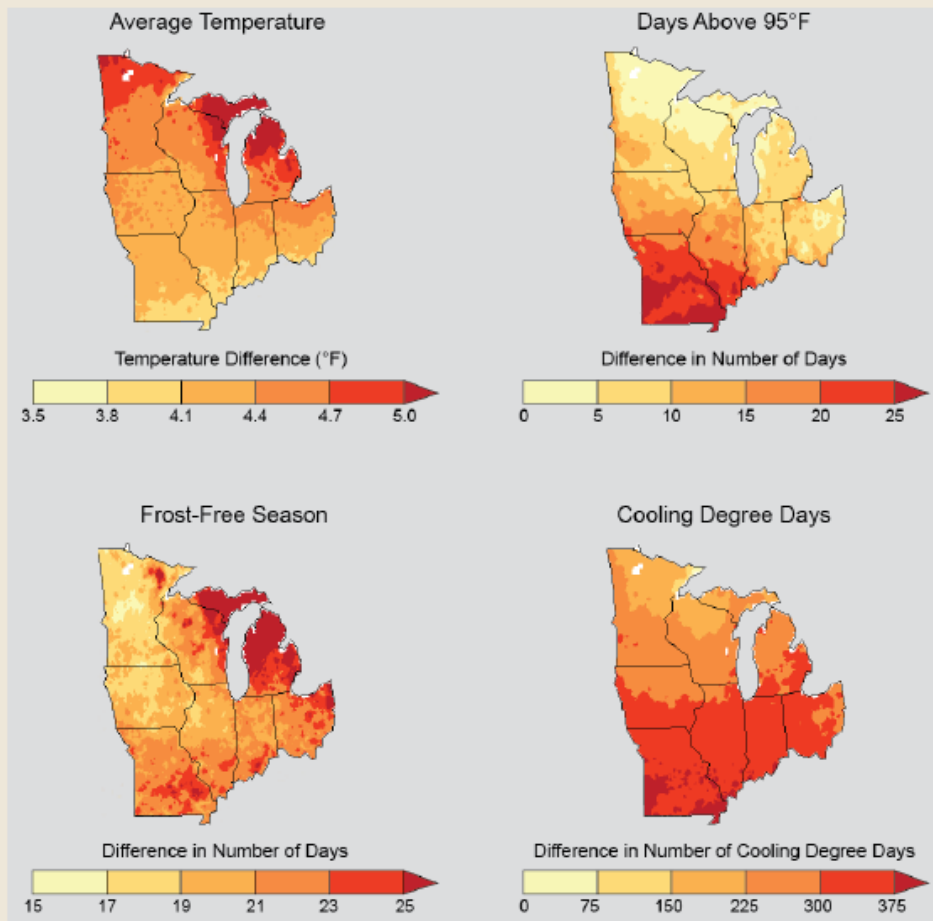 Average Temperature
Days Above 95°F
Temperature Difference (°F)
3.5 3.8 4.1 4.4 4.7 5.0
Difference in Number of Days
0 5 10 15 20 25
Frost-Free Season
Cooling Degree Days
Difference in Number of Days
15 17 19 21 23 25
Difference in Number of Cooling Degree Days
0 75 150 225 300 375